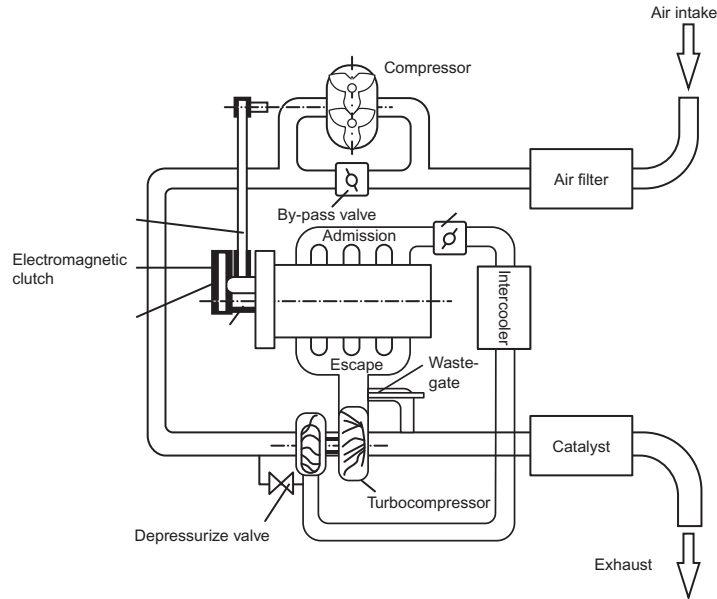 Air intake
Compressor
Air filter
By-pass valve
Admission
Electromagnetic
clutch
Intercooler
Escape
Waste-
gate
Catalyst
Turbocompressor
Depressurize valve
Exhaust